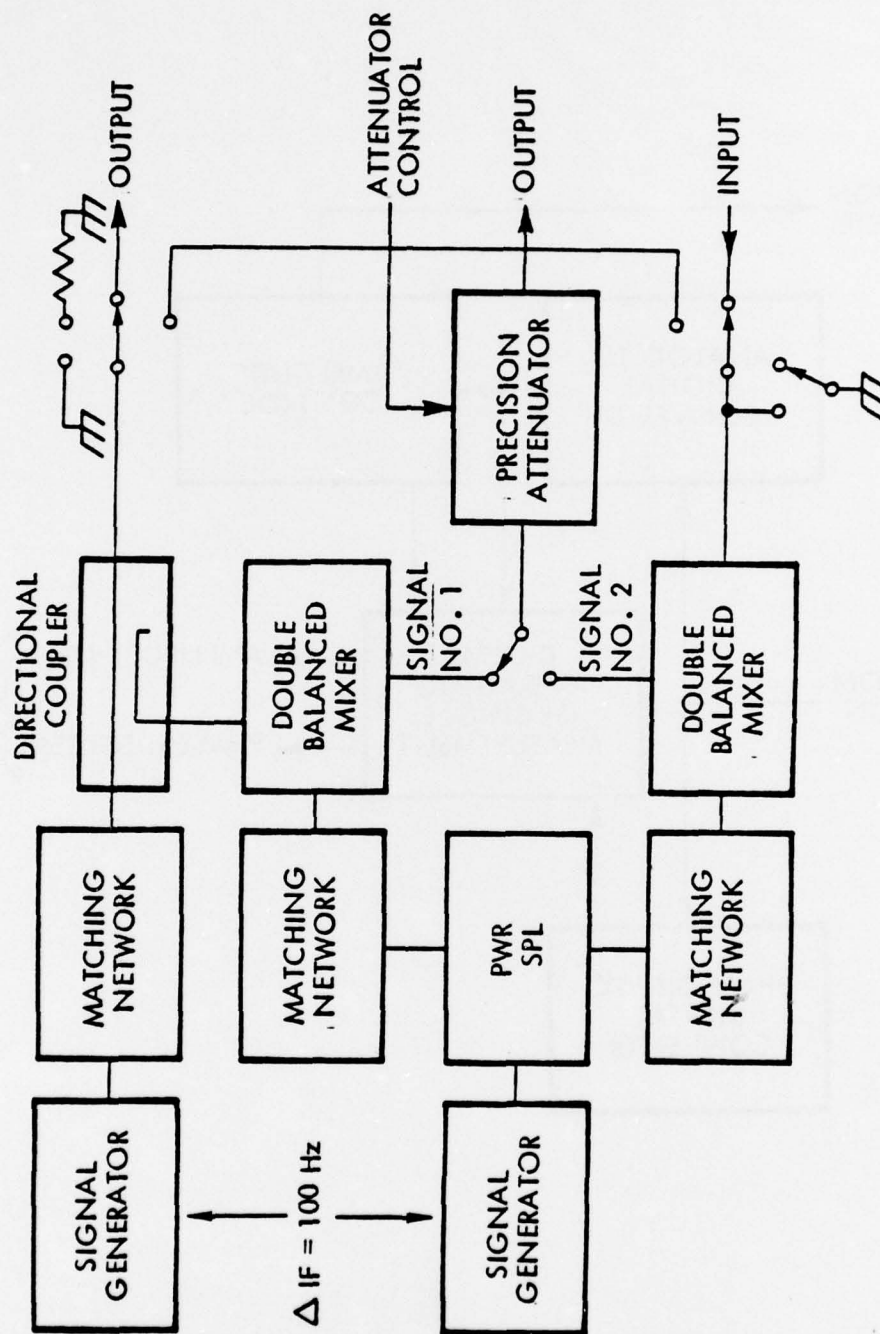 DIRECTIONAL
COUPLER
OUTPUT
SIGNAL
GENERATOR
MATCHING
NETWORK
Δ IF = 100 Hz
MATCHING
NETWORK
DOUBLE
BALANCED
MIXER
SIGNAL
NO. 1
ATTENUATOR
CONTROL
SIGNAL
GENERATOR
PWR
SPL
PRECISION
ATTENUATOR
OUTPUT
SIGNAL
NO. 2
MATCHING
NETWORK
DOUBLE
BALANCED
MIXER
INPUT